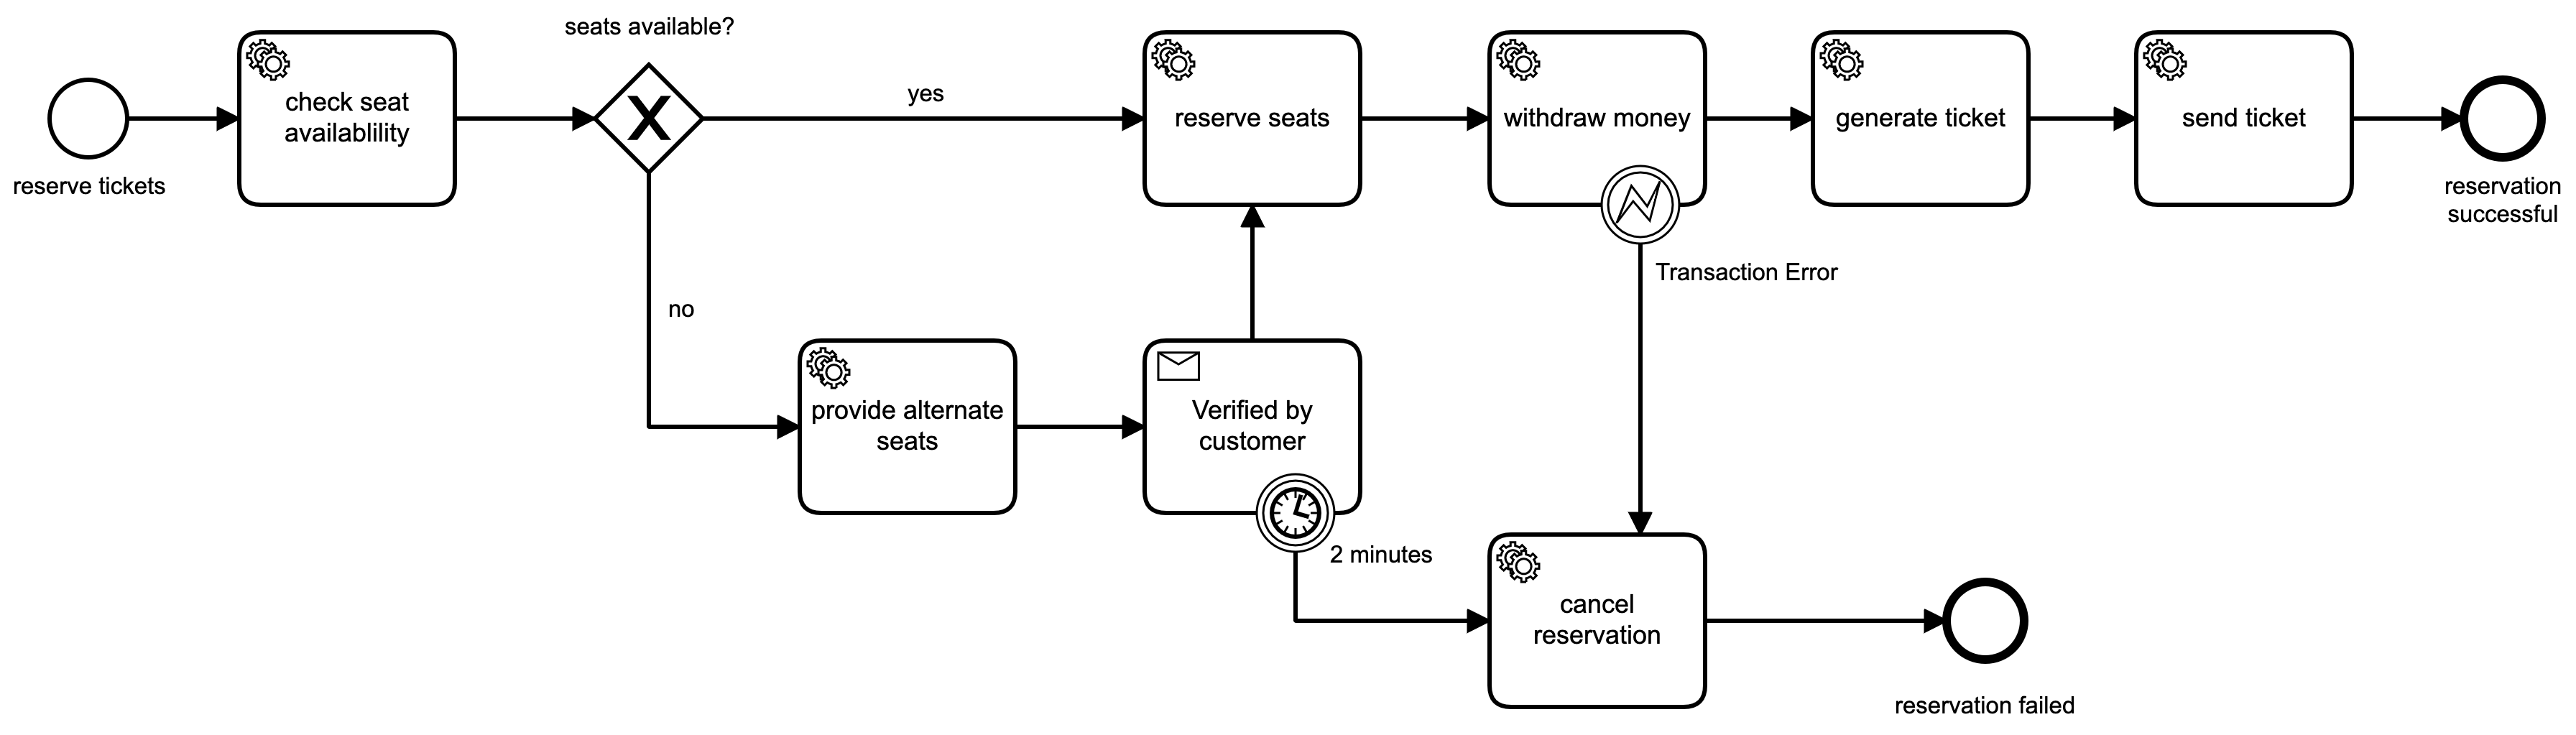 seats available?
reserve tickets
check seat
availablility
yes
no
reserve seats
withdraw money
generate ticket
send ticket
reservation
successful
Transaction Error
provide alternate
seats
Verified by
customer
2 minutes
cancel
reservation
reservation failed